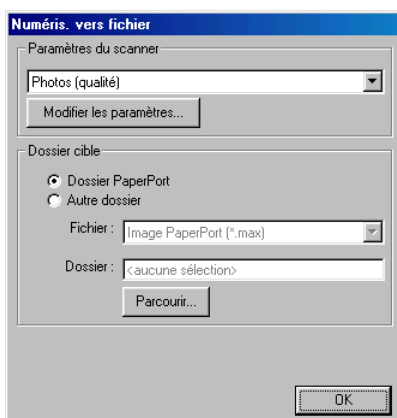 Numéris. vers fichier
Paramètres du scanner
Photos (qualité)
Modifier les paramètres...
Dossier cible
Dossier PaperPort
Autre dossier
Fichier : Image PaperPort (*.max)
Dossier : <aucune sélection>
Parcourir...
OK